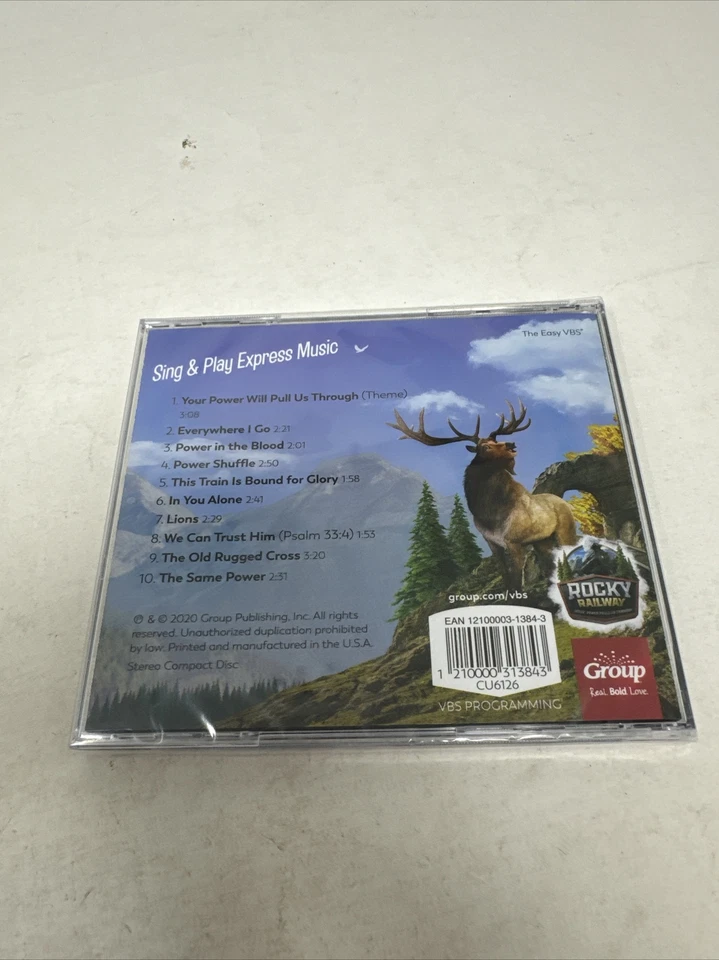 The Easy VBS®
Sing & Play Express Music
1. Your Power Will Pull Us Through (Theme)
3:08
2. Everywhere I Go 2:21
3. Power in the Blood 2:01
4. Power Shuffle 2:50
5. This Train Is Bound for Glory 1:58
6. In You Alone 2:41
7. Lions 2:29
8. We Can Trust Him (Psalm 33:4) 1:53
9. The Old Rugged Cross 3:20
10. The Same Power 2:31
℗ & © 2020 Group Publishing, Inc. All rights
reserved. Unauthorized duplication prohibited
by law. Printed and manufactured in the U.S.A.
Stereo Compact Disc
group.com/vbs
EAN 12100003-1384-3
1 210000 313843
CU6126
VBS PROGRAMMING
ROCKY
RAILWAY
Group
Real. Bold Love.